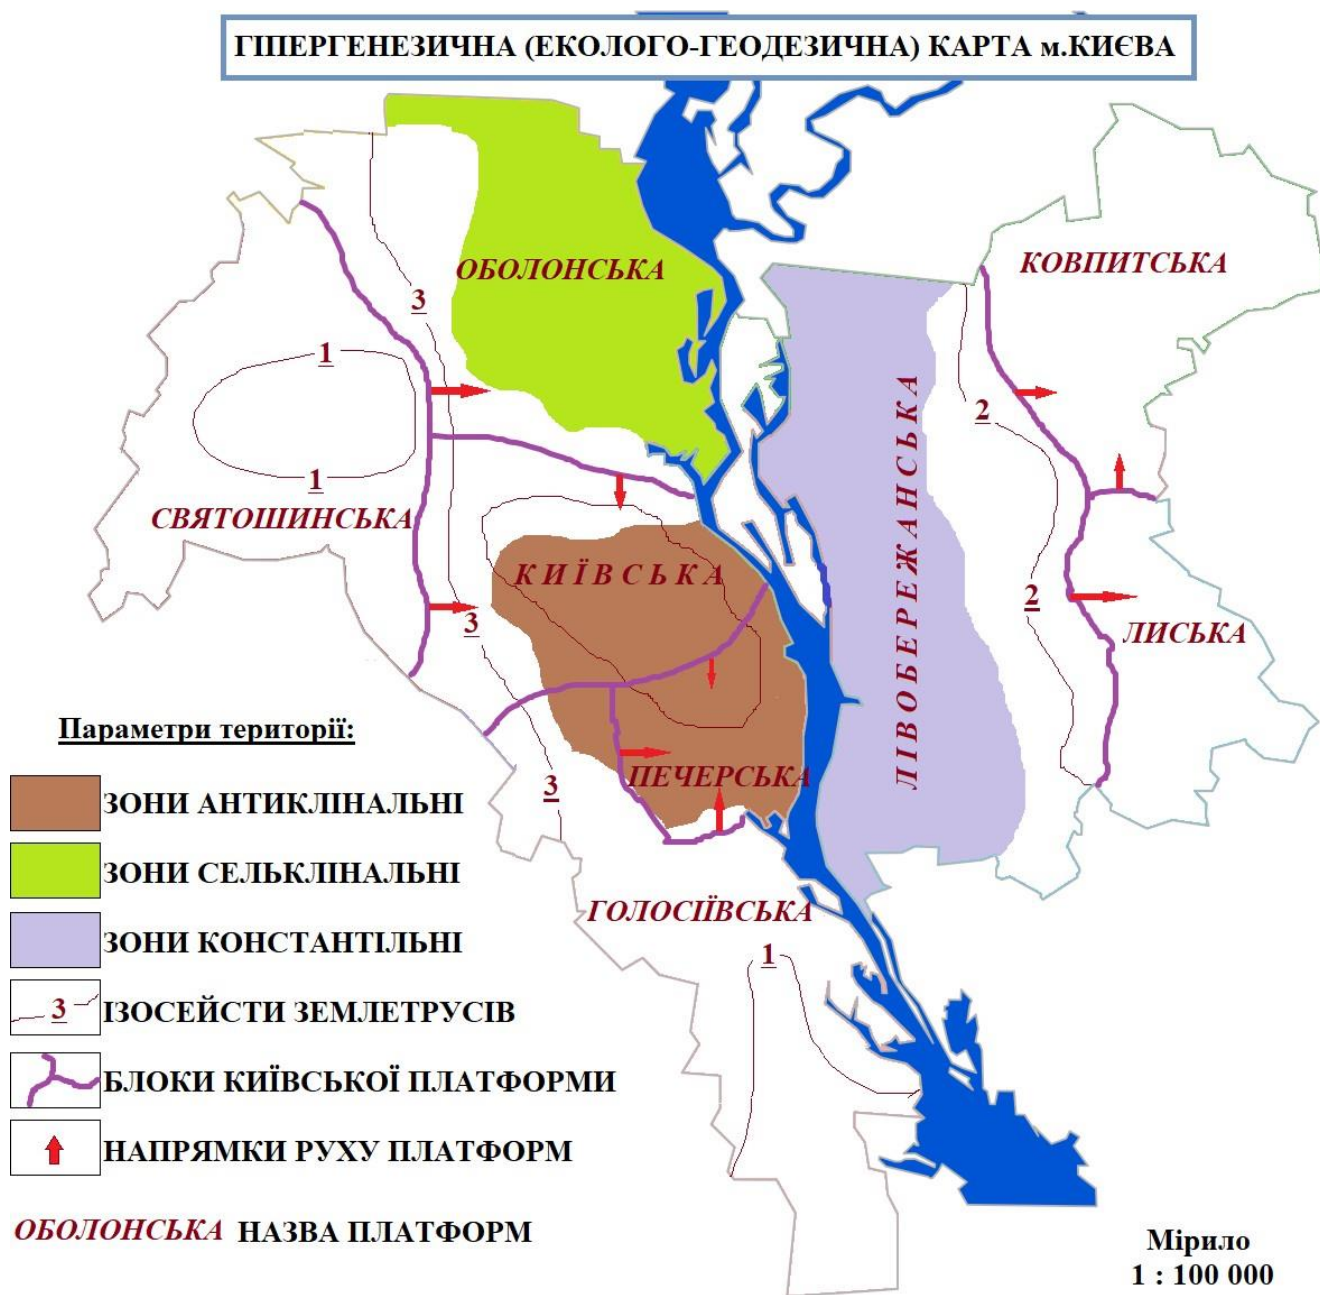 ГІПЕРГЕНЕЗИЧНА (ЕКОЛОГО-ГЕОДЕЗИЧНА) КАРТА м.КИЄВА
ОБОЛОНСЬКА
КОВПИТСЬКА
3
1
2
1
СВЯТОШИНСЬКА
КИЇВСЬКА
ЛІВОБЕРЕЖАНСЬКА
2
3
ЛИСЬКА
Параметри території:
ПЕЧЕРСЬКА
3
ЗОНИ АНТИКЛІНАЛЬНІ
ЗОНИ СЕЛЬКЛІНАЛЬНІ
ГОЛОСІЇВСЬКА
ЗОНИ КОНСТАНТІЛЬНІ
1
3 ІЗОСЕЙСТИ ЗЕМЛЕТРУСІВ
БЛОКИ КИЇВСЬКОЇ ПЛАТФОРМИ
НАПРЯМКИ РУХУ ПЛАТФОРМ
ОБОЛОНСЬКА НАЗВА ПЛАТФОРМ
Мірило
1 : 100 000